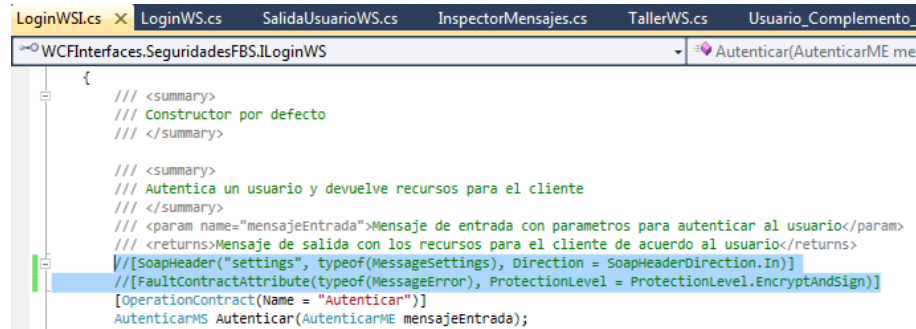 LoginWSI.cs × LoginWS.cs SalidaUsuarioWS.cs InspectorMensajes.cs TallerWS.cs Usuario_Complemento_
WCFInterfaces.SeguridadesFBS.ILoginWS Autenticar(AutenticarME me
{
/// <summary>
/// Constructor por defecto
/// </summary>
/// <summary>
/// Autentica un usuario y devuelve recursos para el cliente
/// </summary>
/// <param name="mensajeEntrada">Mensaje de entrada con parametros para autenticar al usuario</param>
/// <returns>Mensaje de salida con los recursos para el cliente de acuerdo al usuario</returns>
//[SoapHeader("settings", typeof(MessageSettings), Direction = SoapHeaderDirection.In)]
//[FaultContractAttribute(typeof(MessageError), ProtectionLevel = ProtectionLevel.EncryptAndSign)]
[OperationContract(Name = "Autenticar")]
AutenticarMS Autenticar(AutenticarME mensajeEntrada);